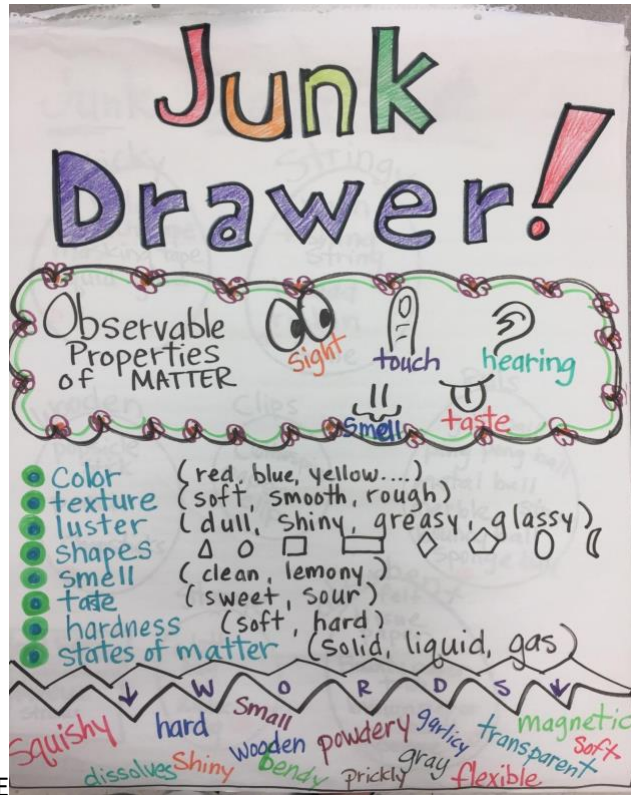 Junk
Drawer!
Observable
Properties
of MATTER
sight
touch
hearing
smell
taste
color (red, blue, yellow....)
texture (soft, smooth, rough)
luster (dull, shiny, greasy, glassy)
shapes
smell (clean, lemony)
taste (sweet, sour)
hardness (soft, hard)
states of matter (solid, liquid, gas)
WORDS
Squishy hard Small powdery garlicy transparent magnetic
dissolves Shiny wooden bendy prickly gray flexible soft